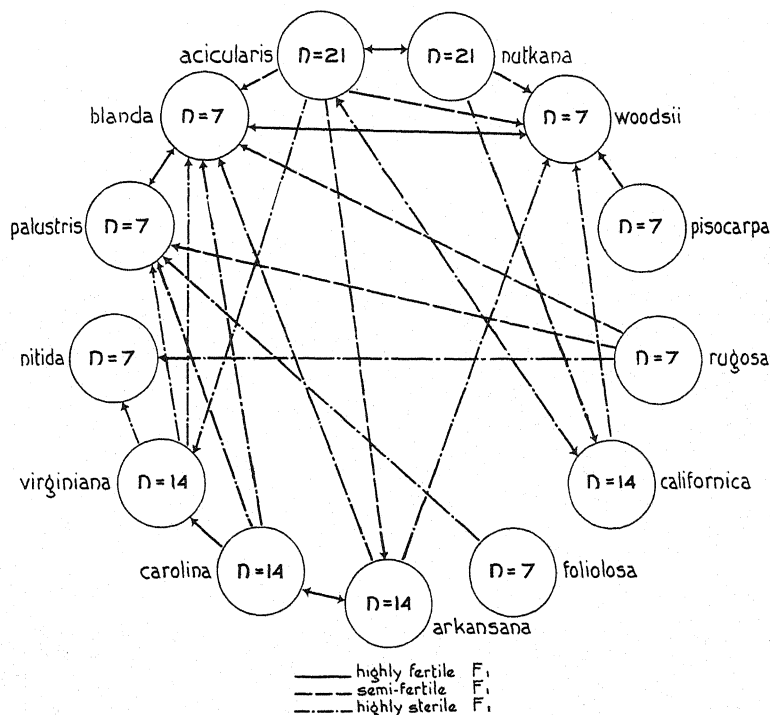 acicularis n=21 n=21 nutkana
blanda n=7 n=7 woodsii
palustris n=7 n=7 pisocarpa
nitida n=7 n=7 rugosa
virginiana n=14 n=14 californica
carolina n=14 n=7 foliolosa
n=14 arkansana
highly fertile F₁
semi-fertile F₁
highly sterile F₁